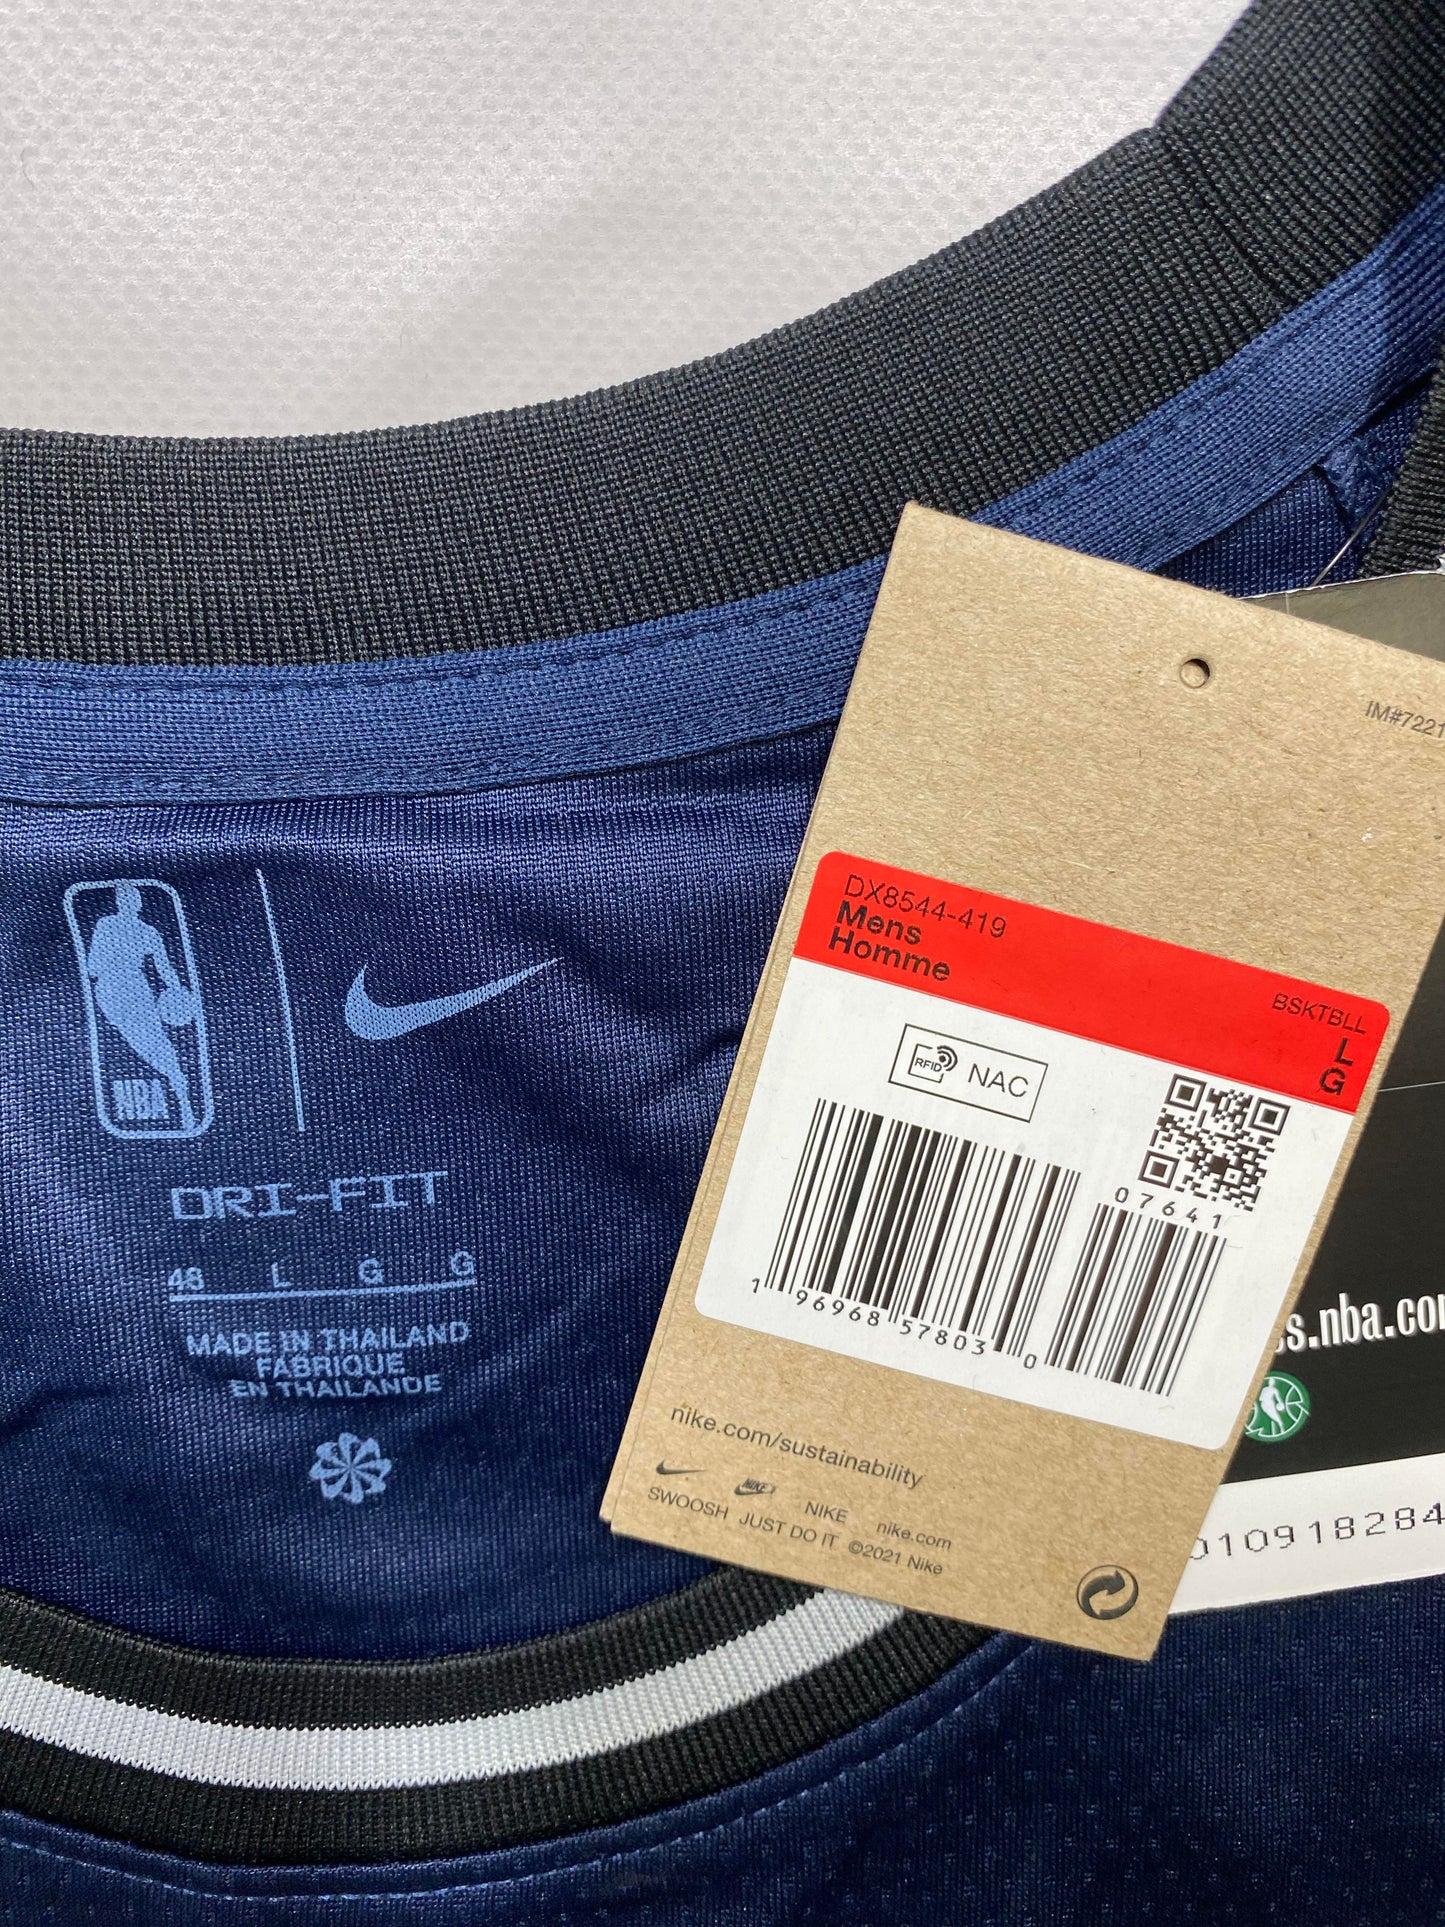 NBA
DRI-FIT
48 L G G
MADE IN THAILAND
FABRIQUE
EN THAILANDE
IM#7221
DX8544-419
Mens
Homme
BSKTBLL
L
G
RFID NAC
07641
1 96968 57803 0
nike.com/sustainability
NIKE
SWOOSH JUST DO IT NIKE nike.com
©2021 Nike
s.nba.com
010918284